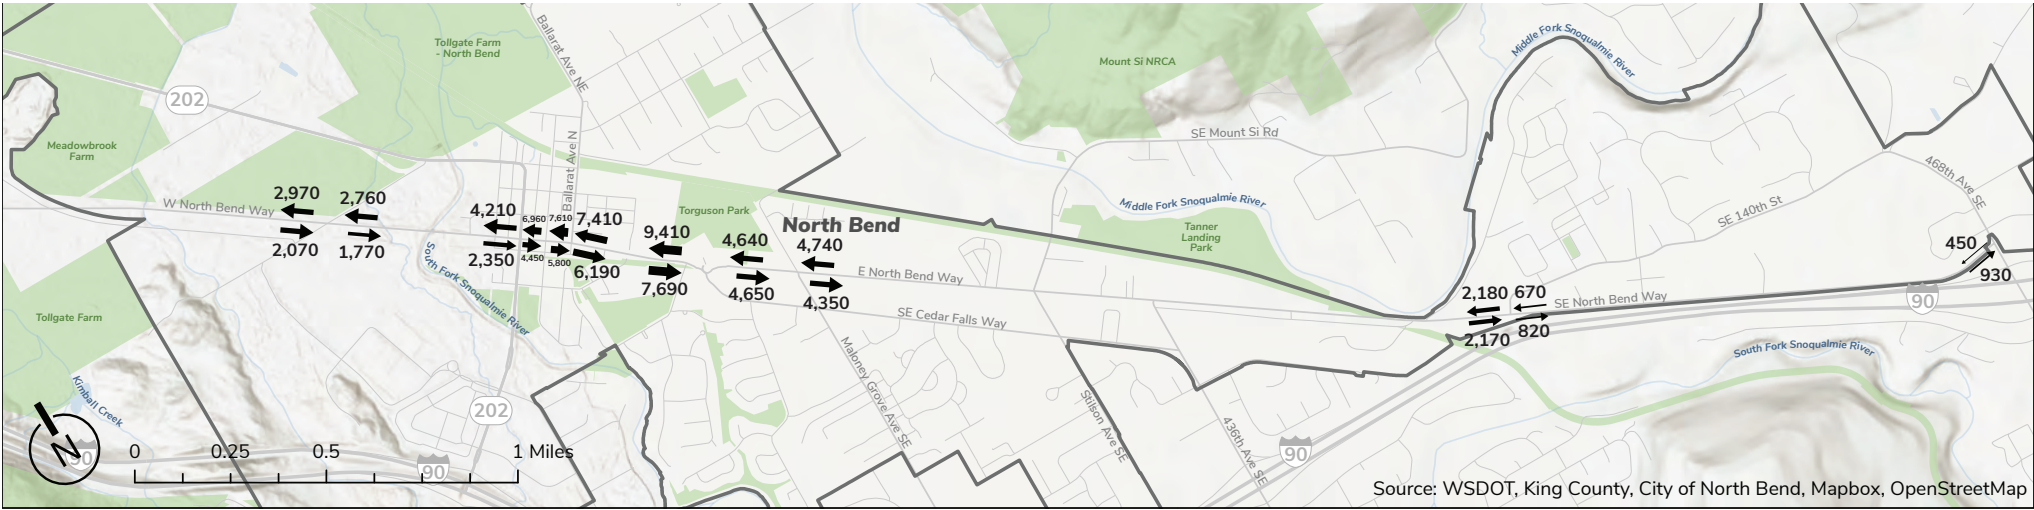 Ballarat Ave NE
Tollgate Farm
- North Bend
Mount Si NRCA
Middle Fork Snoqualmie River
202
SE Mount Si Rd
Meadowbrook
Farm
Ballarat Ave N
468th Ave SE
2,970
2,760
W North Bend Way
4,210
6,960
7,610
7,410
Torguson Park
Middle Fork Snoqualmie River
SE 140th St
9,410
North Bend
4,640
4,740
Tanner
Landing
Park
2,070
1,770
2,350
4,450
5,800
6,190
7,690
4,650
4,350
E North Bend Way
450
930
South Fork Snoqualmie River
2,180
670
SE North Bend Way
90
Tollgate Farm
SE Cedar Falls Way
2,170
820
South Fork Snoqualmie River
Maloney Grove Ave SE
Kimball Creek
202
Stilson Ave SE
436th Ave SE
N
90
0
0.25
0.5
1 Miles
90
90
Source: WSDOT, King County, City of North Bend, Mapbox, OpenStreetMap